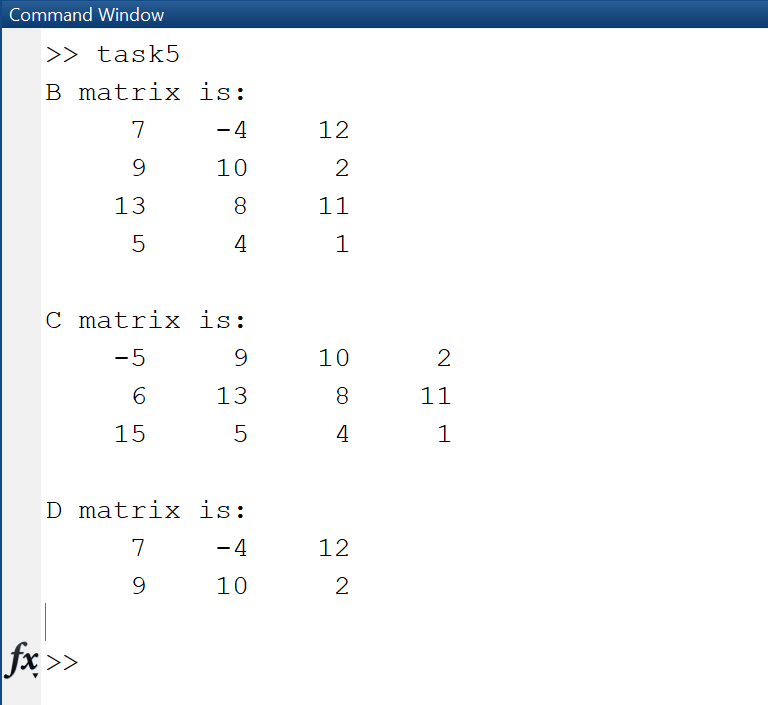 Command Window
>> task5
B matrix is:
7 -4 12
9 10 2
13 8 11
5 4 1
C matrix is:
-5 9 10 2
6 13 8 11
15 5 4 1
D matrix is:
7 -4 12
9 10 2
fx >>